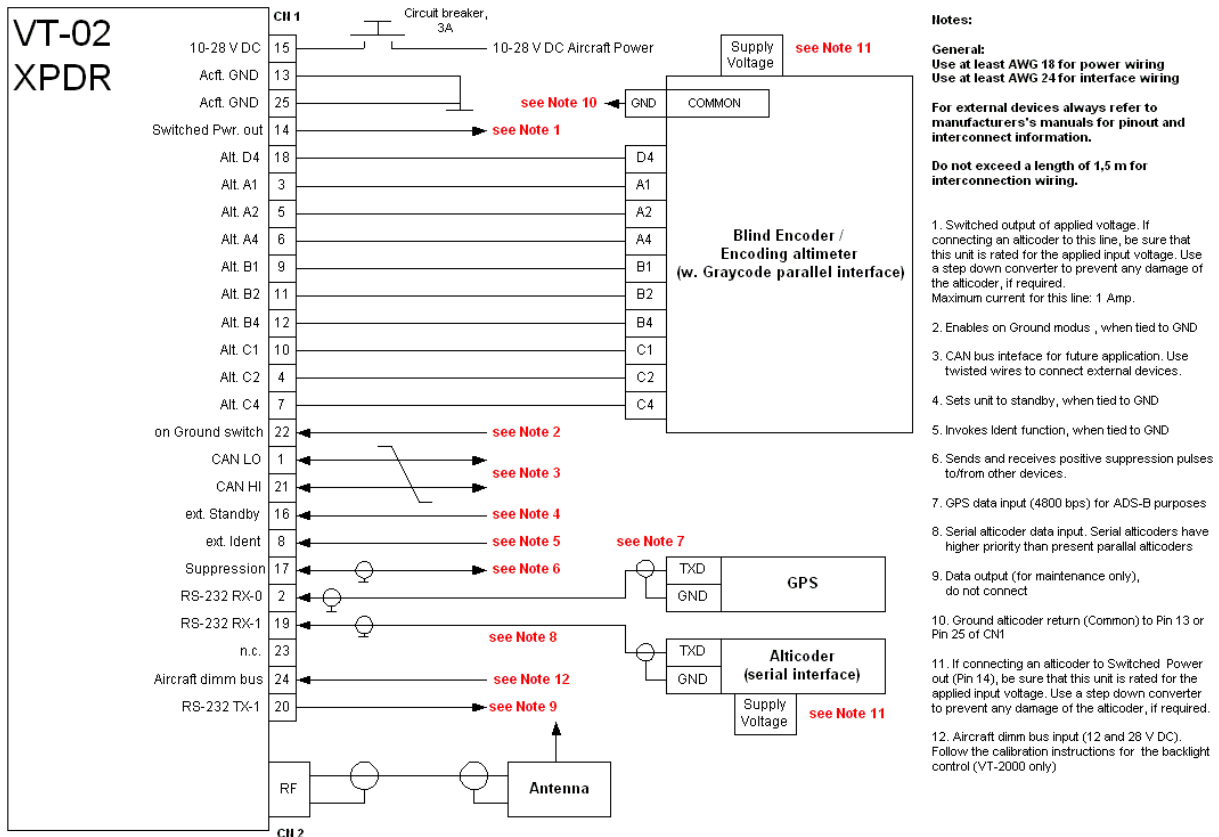 VT-02
XPDR
CN 1
Circuit breaker,
3A
10-28 V DC 15
10-28 V DC Aircraft Power
Acft. GND 13
Acft. GND 25
Switched Pwr. out 14
see Note 1
Alt. D4 18
Alt. A1 3
Alt. A2 5
Alt. A4 6
Alt. B1 9
Alt. B2 11
Alt. B4 12
Alt. C1 10
Alt. C2 4
Alt. C4 7
on Ground switch 22
see Note 2
CAN LO 1
see Note 3
CAN HI 21
ext. Standby 16
see Note 4
ext. Ident 8
see Note 5
Suppression 17
see Note 6
RS-232 RX-0 2
RS-232 RX-1 19
see Note 8
n.c. 23
Aircraft dimm bus 24
see Note 12
RS-232 TX-1 20
see Note 9
RF
CN 2
Antenna
Supply
Voltage
see Note 11
see Note 10
GND
COMMON
D4
A1
A2
A4
B1
B2
B4
C1
C2
C4
Blind Encoder /
Encoding altimeter
(w. Graycode parallel interface)
see Note 7
TXD
GND
GPS
TXD
GND
Alticoder
(serial interface)
Supply
Voltage
see Note 11
Notes:
General:
Use at least AWG 18 for power wiring
Use at least AWG 24 for interface wiring
For external devices always refer to
manufacturers's manuals for pinout and
interconnect information.
Do not exceed a length of 1,5 m for
interconnection wiring.
1. Switched output of applied voltage. If
connecting an alticoder to this line, be sure that
this unit is rated for the applied input voltage. Use
a step down converter to prevent any damage of
the alticoder, if required.
Maximum current for this line: 1 Amp.
2. Enables on Ground modus , when tied to GND
3. CAN bus inteface for future application. Use
twisted wires to connect external devices.
4. Sets unit to standby, when tied to GND
5. Invokes Ident function, when tied to GND
6. Sends and receives positive suppression pulses
to/from other devices.
7. GPS data input (4800 bps) for ADS-B purposes
8. Serial alticoder data input. Serial alticoders have
higher priority than present parallal alticoders
9. Data output (for maintenance only),
do not connect
10. Ground alticoder return (Common) to Pin 13 or
Pin 25 of CN1
11. If connecting an alticoder to Switched Power
out (Pin 14), be sure that this unit is rated for the
applied input voltage. Use a step down converter
to prevent any damage of the alticoder, if required.
12. Aircraft dimm bus input (12 and 28 V DC).
Follow the calibration instructions for the backlight
control (VT-2000 only)